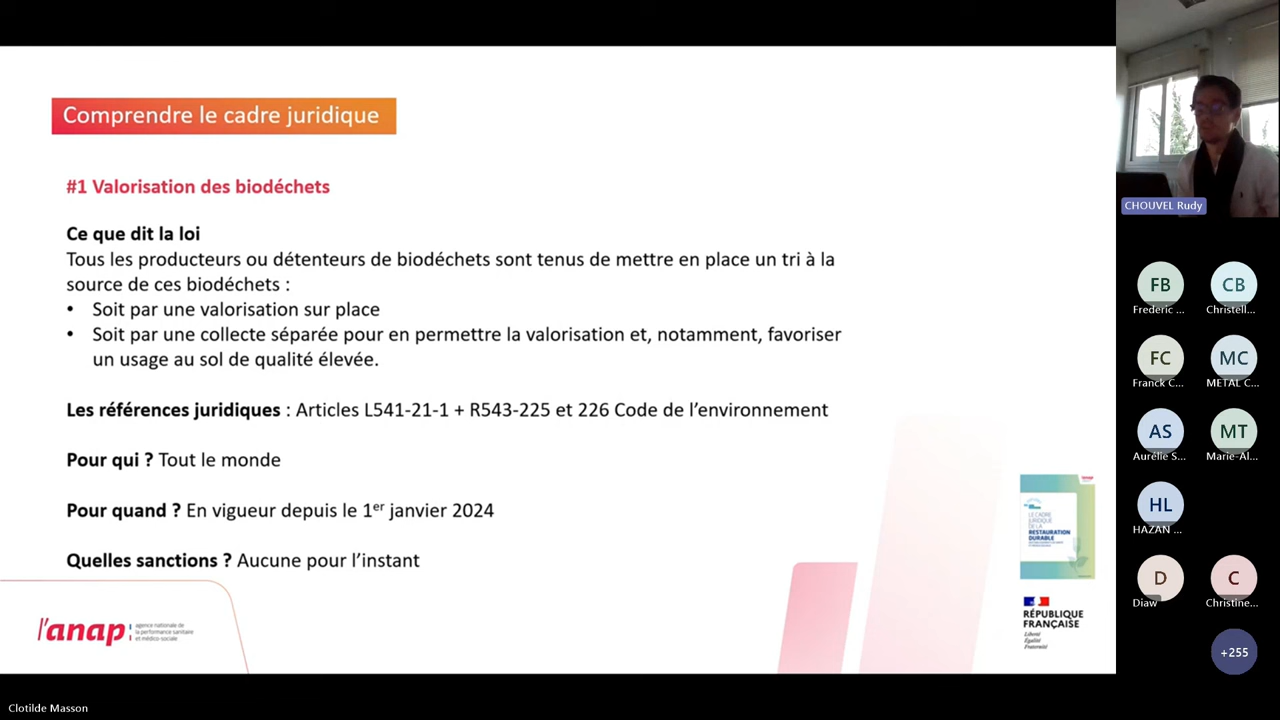 Comprendre le cadre juridique
#1 Valorisation des biodéchets
Ce que dit la loi
Tous les producteurs ou détenteurs de biodéchets sont tenus de mettre en place un tri à la
source de ces biodéchets :
• Soit par une valorisation sur place
• Soit par une collecte séparée pour en permettre la valorisation et, notamment, favoriser
un usage au sol de qualité élevée.
Les références juridiques : Articles L541-21-1 + R543-225 et 226 Code de l’environnement
Pour qui ? Tout le monde
Pour quand ? En vigueur depuis le 1er janvier 2024
Quelles sanctions ? Aucune pour l’instant
l'anap
agence nationale de
la performance sanitaire
et médico-sociale
LE CADRE
JURIDIQUE
DE LA
RESTAURATION
DURABLE
RÉPUBLIQUE
FRANÇAISE
Liberté
Égalité
Fraternité
CHOUVEL Rudy
FB
Frederic ...
CB
Christell...
FC
Franck C...
MC
METAL C...
AS
Aurélie S...
MT
Marie-Al...
HL
HAZAN ...
D
Diaw
C
Christine...
+255
Clotilde Masson